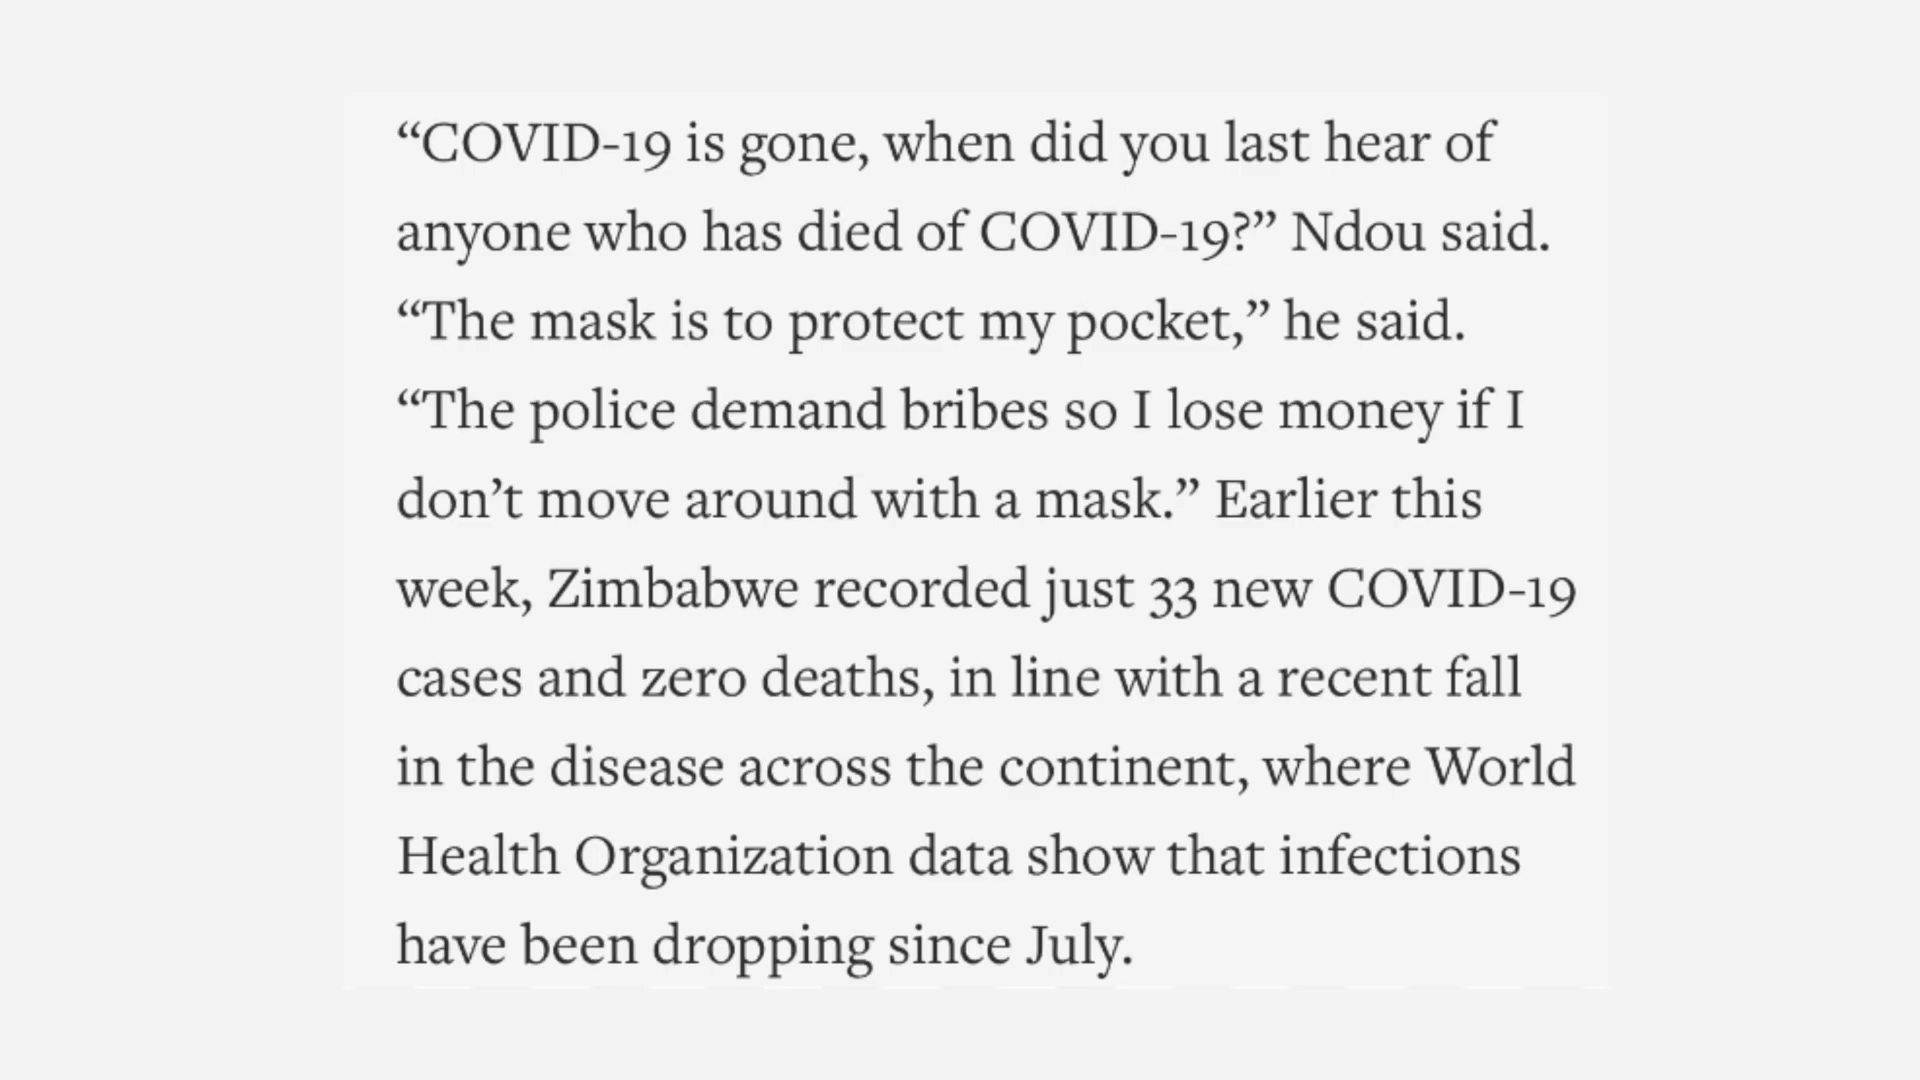 “COVID-19 is gone, when did you last hear of
anyone who has died of COVID-19?” Ndou said.
“The mask is to protect my pocket,” he said.
“The police demand bribes so I lose money if I
don’t move around with a mask.” Earlier this
week, Zimbabwe recorded just 33 new COVID-19
cases and zero deaths, in line with a recent fall
in the disease across the continent, where World
Health Organization data show that infections
have been dropping since July.